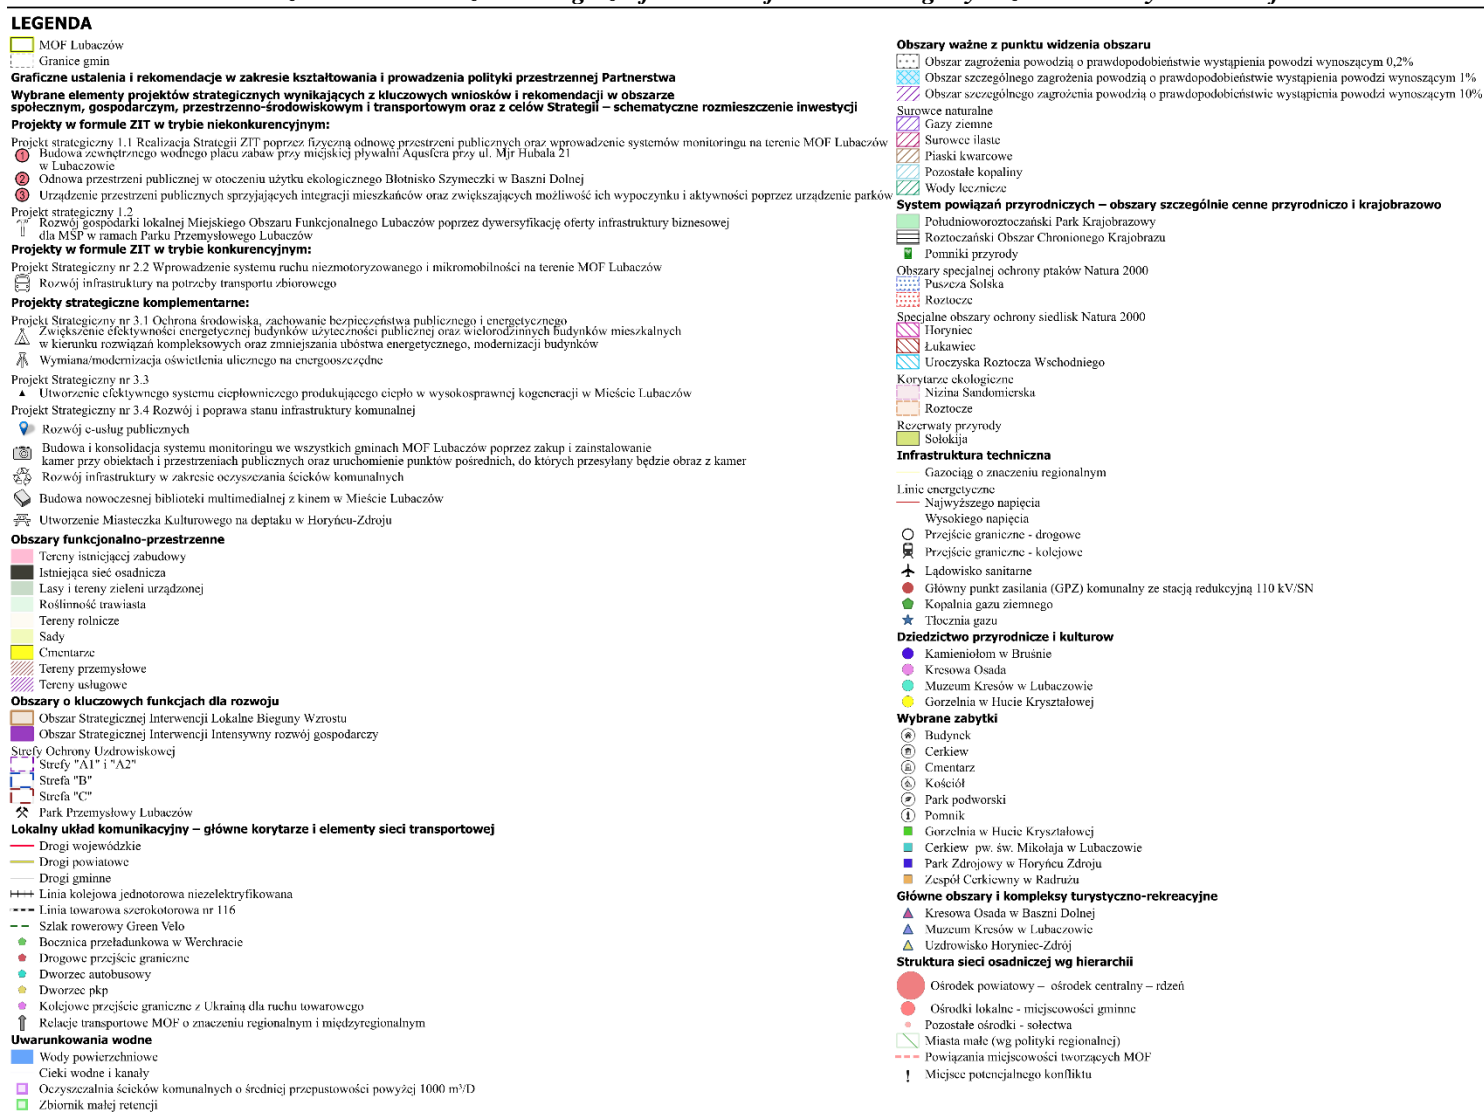 LEGENDA
MOF Lubaczów
Granice gmin
Graficzne ustalenia i rekomendacje w zakresie kształtowania i prowadzenia polityki przestrzennej Partnerstwa
Wybrane elementy projektów strategicznych wynikających z kluczowych wniosków i rekomendacji w obszarze
społecznym, gospodarczym, przestrzenno-środowiskowym i transportowym oraz z celów Strategii – schematyczne rozmieszczenie inwestycji
Projekty w formule ZIT w trybie niekonkurencyjnym:
Projekt strategiczny 1.1 Realizacja Strategii ZIT poprzez fizyczną odnowę przestrzeni publicznych oraz wprowadzenie systemów monitoringu na terenie MOF Lubaczów
1 Budowa zewnętrznego wodnego placu zabaw przy miejskiej pływalni Aqusfera przy ul. Mjr Hubala 21
w Lubaczowie
2 Odnowa przestrzeni publicznej w otoczeniu użytku ekologicznego Błotnisko Szymeczki w Baszni Dolnej
3 Urządzenie przestrzeni publicznych sprzyjających integracji mieszkańców oraz zwiększających możliwość ich wypoczynku i aktywności poprzez urządzenie parków
Projekt strategiczny 1.2
Rozwój gospodarki lokalnej Miejskiego Obszaru Funkcjonalnego Lubaczów poprzez dywersyfikację oferty infrastruktury biznesowej
dla MŚP w ramach Parku Przemysłowego Lubaczów
Projekty w formule ZIT w trybie konkurencyjnym:
Projekt Strategiczny nr 2.2 Wprowadzenie systemu ruchu niezmotoryzowanego i mikromobilności na terenie MOF Lubaczów
Rozwój infrastruktury na potrzeby transportu zbiorowego
Projekty strategiczne komplementarne:
Projekt Strategiczny nr 3.1 Ochrona środowiska, zachowanie bezpieczeństwa publicznego i energetycznego
Zwiększenie efektywności energetycznej budynków użyteczności publicznej oraz wielorodzinnych budynków mieszkalnych
w kierunku rozwiązań kompleksowych oraz zmniejszania ubóstwa energetycznego, modernizacji budynków
Wymiana/modernizacja oświetlenia ulicznego na energooszczędne
Projekt Strategiczny nr 3.3
Utworzenie efektywnego systemu ciepłowniczego produkującego ciepło w wysokosprawnej kogeneracji w Mieście Lubaczów
Projekt Strategiczny nr 3.4 Rozwój i poprawa stanu infrastruktury komunalnej
Rozwój e-usług publicznych
Budowa i konsolidacja systemu monitoringu we wszystkich gminach MOF Lubaczów poprzez zakup i zainstalowanie
kamer przy obiektach i przestrzeniach publicznych oraz uruchomienie punktów pośrednich, do których przesyłany będzie obraz z kamer
Rozwój infrastruktury w zakresie oczyszczania ścieków komunalnych
Budowa nowoczesnej biblioteki multimedialnej z kinem w Mieście Lubaczów
Utworzenie Miasteczka Kulturowego na deptaku w Horyńcu-Zdroju
Obszary funkcjonalno-przestrzenne
Tereny istniejącej zabudowy
Istniejąca sieć osadnicza
Lasy i tereny zieleni urządzonej
Roślinność trawiasta
Tereny rolnicze
Sady
Cmentarze
Tereny przemysłowe
Tereny usługowe
Obszary o kluczowych funkcjach dla rozwoju
Obszar Strategicznej Interwencji Lokalne Bieguny Wzrostu
Obszar Strategicznej Interwencji Intensywny rozwój gospodarczy
Strefy Ochrony Uzdrowiskowej
Strefy "A1" i "A2"
Strefa "B"
Strefa "C"
Park Przemysłowy Lubaczów
Lokalny układ komunikacyjny – główne korytarze i elementy sieci transportowej
Drogi wojewódzkie
Drogi powiatowe
Drogi gminne
Linia kolejowa jednotorowa niezelektryfikowana
Linia towarowa szerokotorowa nr 116
Szlak rowerowy Green Velo
Bocznica przeładunkowa w Werchracie
Drogowe przejście graniczne
Dworzec autobusowy
Dworzec pkp
Kolejowe przejście graniczne z Ukrainą dla ruchu towarowego
Relacje transportowe MOF o znaczeniu regionalnym i międzyregionalnym
Uwarunkowania wodne
Wody powierzchniowe
Cieki wodne i kanały
Oczyszczalnia ścieków komunalnych o średniej przepustowości powyżej 1000 m³/D
Zbiornik małej retencji
Obszary ważne z punktu widzenia obszaru
Obszar zagrożenia powodzią o prawdopodobieństwie wystąpienia powodzi wynoszącym 0,2%
Obszar szczególnego zagrożenia powodzią o prawdopodobieństwie wystąpienia powodzi wynoszącym 1%
Obszar szczególnego zagrożenia powodzią o prawdopodobieństwie wystąpienia powodzi wynoszącym 10%
Surowce naturalne
Gazy ziemne
Surowce ilaste
Piaski kwarcowe
Pozostałe kopaliny
Wody lecznicze
System powiązań przyrodniczych – obszary szczególnie cenne przyrodniczo i krajobrazowo
Południoworoztoczański Park Krajobrazowy
Roztoczański Obszar Chronionego Krajobrazu
Pomniki przyrody
Obszary specjalnej ochrony ptaków Natura 2000
Puszcza Solska
Roztocze
Specjalne obszary ochrony siedlisk Natura 2000
Horyniec
Łukawiec
Uroczyska Roztocza Wschodniego
Korytarze ekologiczne
Nizina Sandomierska
Roztocze
Rezerwaty przyrody
Sołokija
Infrastruktura techniczna
Gazociąg o znaczeniu regionalnym
Linie energetyczne
Najwyższego napięcia
Wysokiego napięcia
Przejście graniczne - drogowe
Przejście graniczne - kolejowe
Lądowisko sanitarne
Główny punkt zasilania (GPZ) komunalny ze stacją redukcyjną 110 kV/SN
Kopalnia gazu ziemnego
Tłocznia gazu
Dziedzictwo przyrodnicze i kulturow
Kamieniołom w Bruśnie
Kresowa Osada
Muzeum Kresów w Lubaczowie
Gorzelnia w Hucie Kryształowej
Wybrane zabytki
Budynek
Cerkiew
Cmentarz
Kościół
Park podworski
Pomnik
Gorzelnia w Hucie Kryształowej
Cerkiew pw. św. Mikołaja w Lubaczowie
Park Zdrojowy w Horyńcu Zdroju
Zespół Cerkiewny w Radrużu
Główne obszary i kompleksy turystyczno-rekreacyjne
Kresowa Osada w Baszni Dolnej
Muzeum Kresów w Lubaczowie
Uzdrowisko Horyniec-Zdrój
Struktura sieci osadniczej wg hierarchii
Ośrodek powiatowy – ośrodek centralny – rdzeń
Ośrodki lokalne - miejscowości gminne
Pozostałe ośrodki - sołectwa
Miasta małe (wg polityki regionalnej)
Powiązania miejscowości tworzących MOF
! Miejsce potencjalnego konfliktu